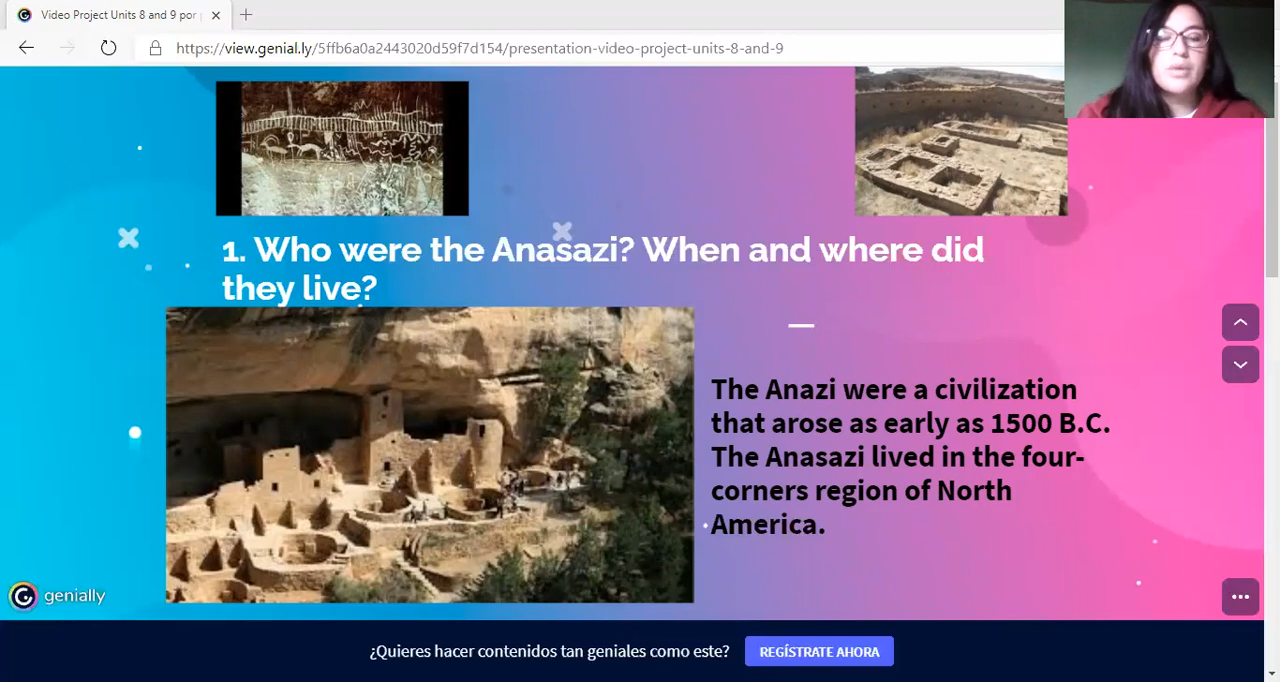 Video Project Units 8 and 9 por
https://view.genial.ly/5ffb6a0a2443020d59f7d154/presentation-video-project-units-8-and-9
1. Who were the Anasazi? When and where did
they live?
The Anazi were a civilization
that arose as early as 1500 B.C.
The Anasazi lived in the four-
corners region of North
America.
genially
¿Quieres hacer contenidos tan geniales como este?
REGÍSTRATE AHORA